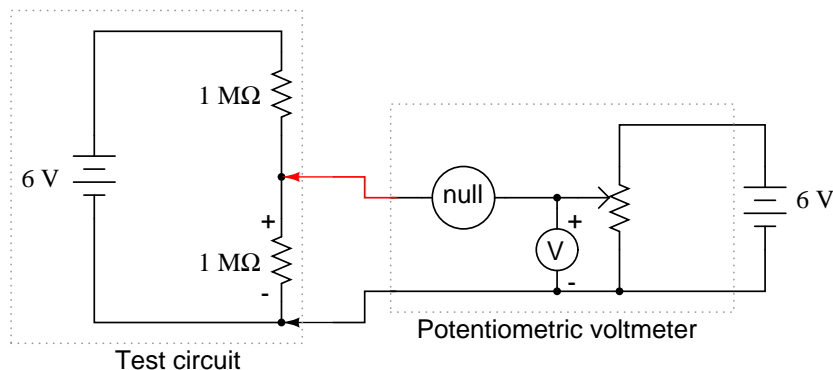 1 MΩ
6 V
+
1 MΩ
-
Test circuit
null
+
V
-
6 V
Potentiometric voltmeter